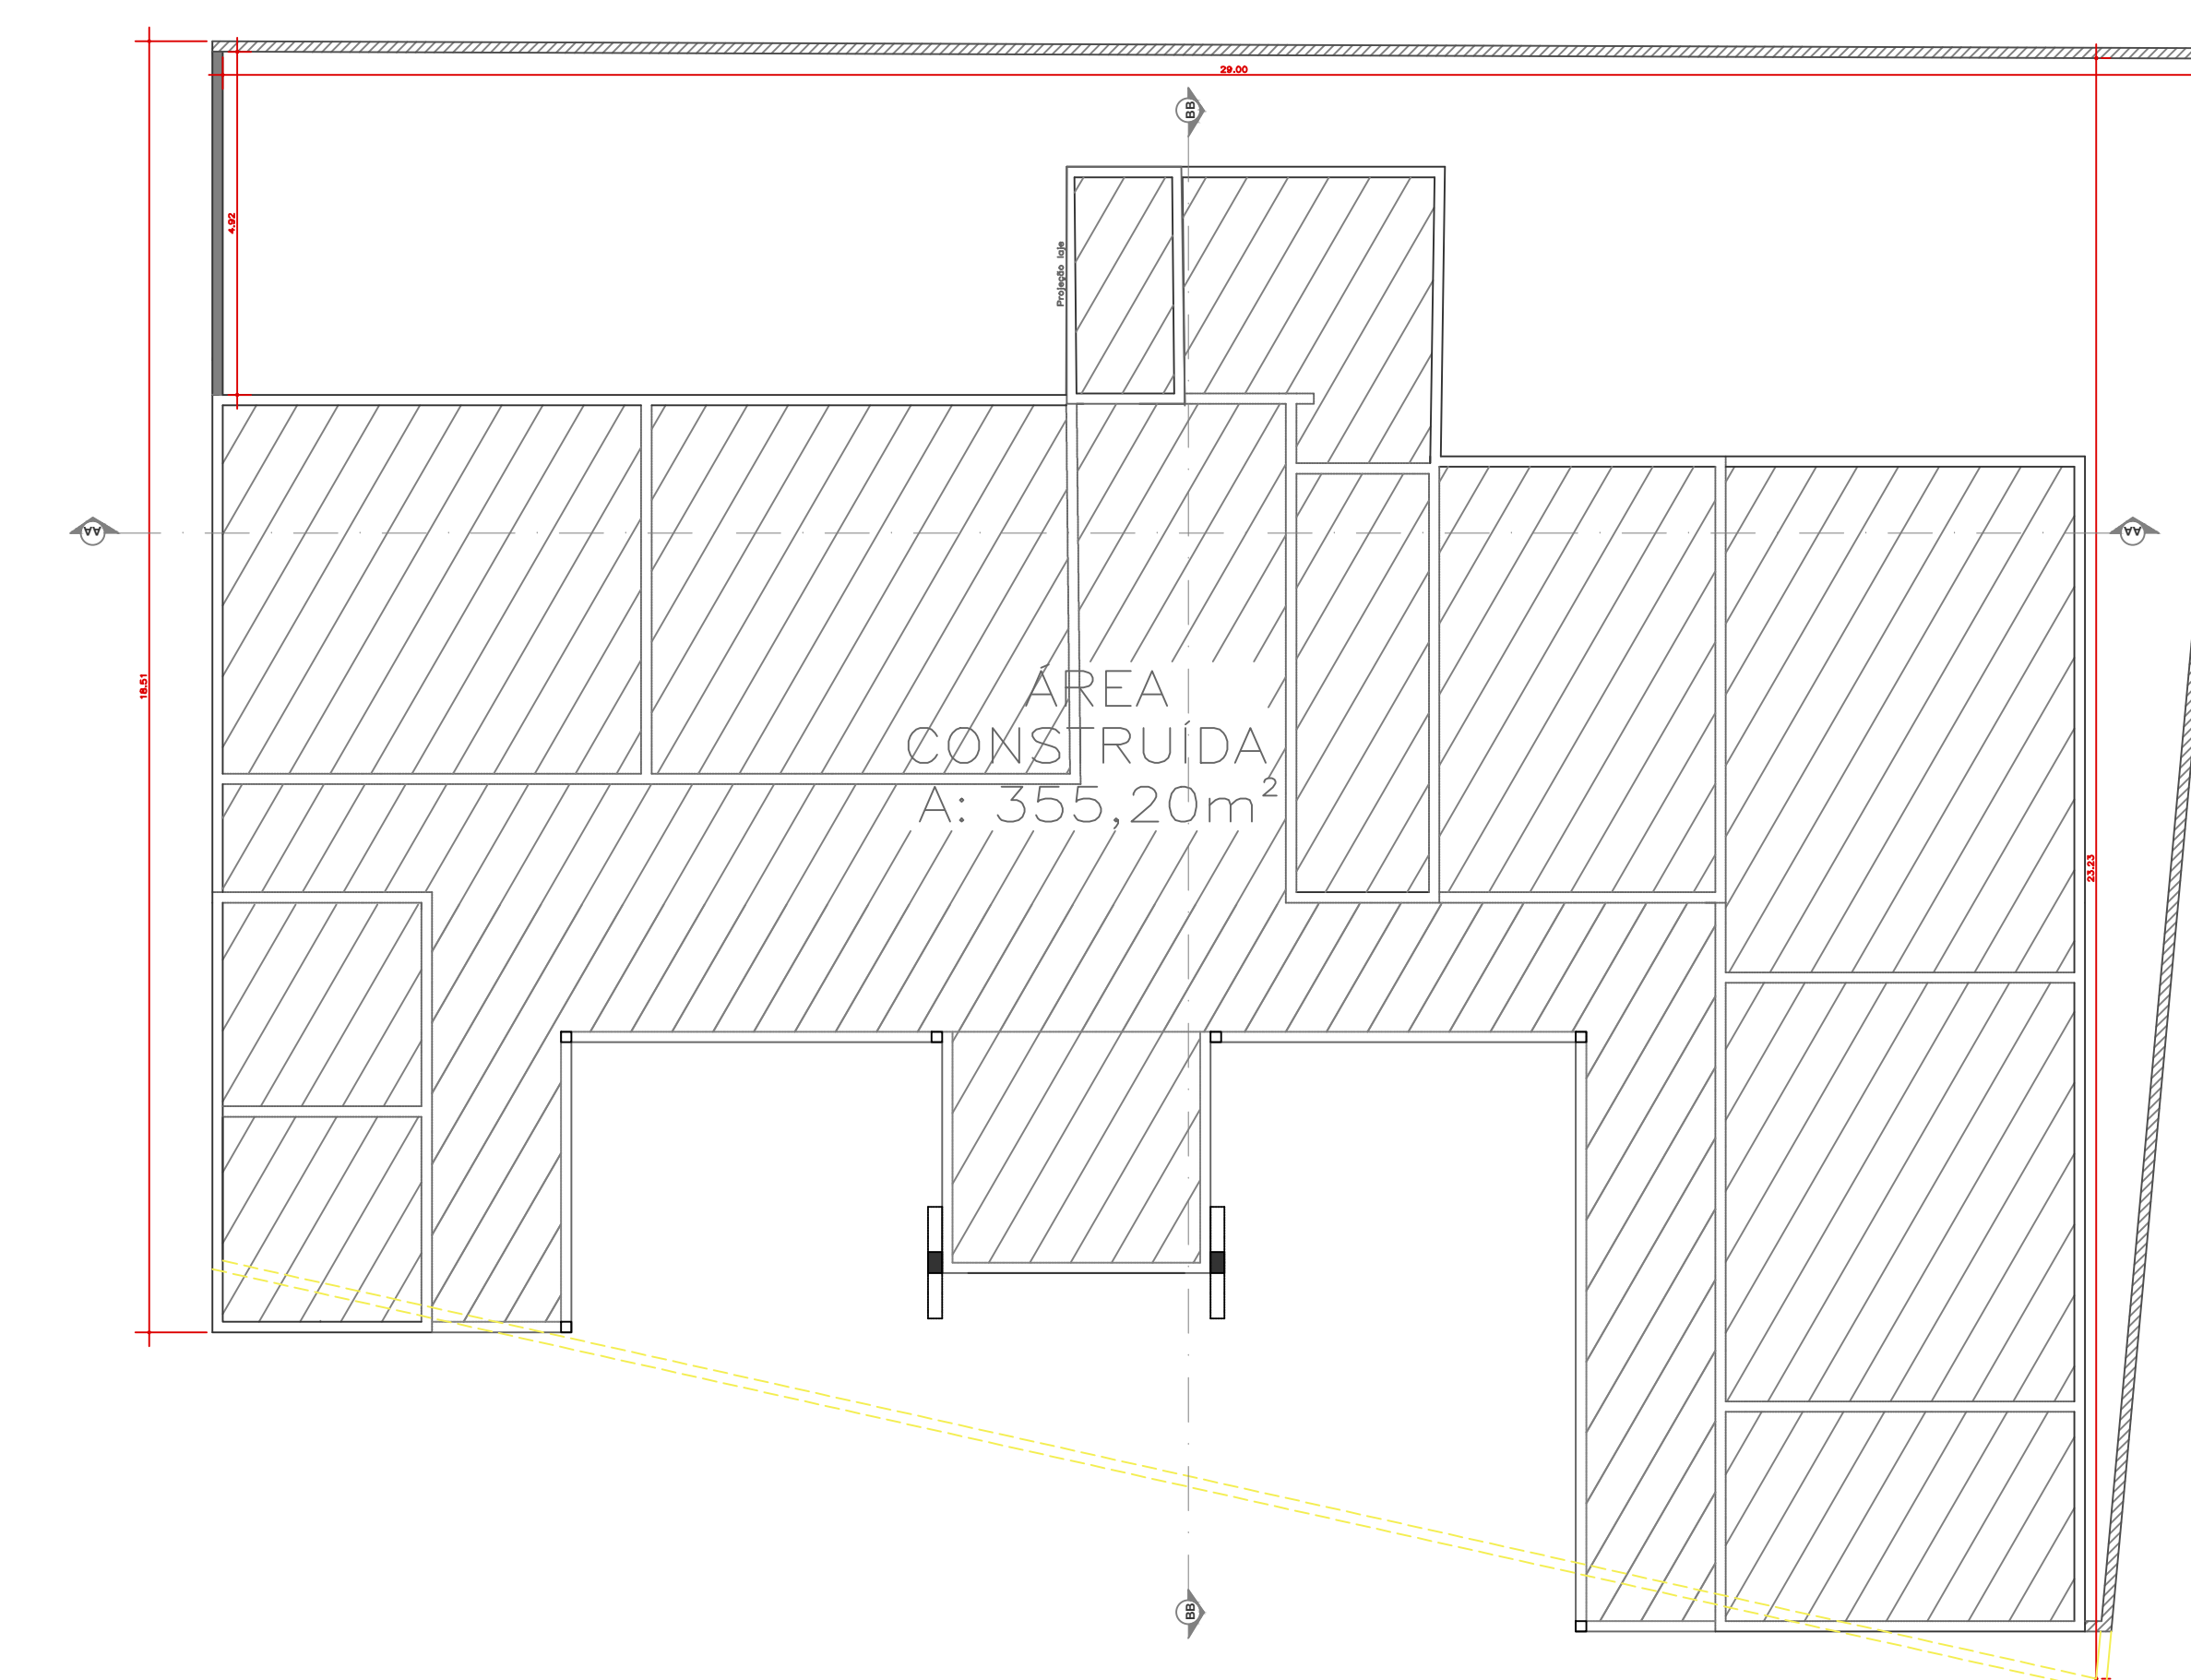 29.00
BB
4.92
Projeção laje
AA
AA
18.51
ÁREA
CONSTRUÍDA
A: 355,20m²
23.23
BB